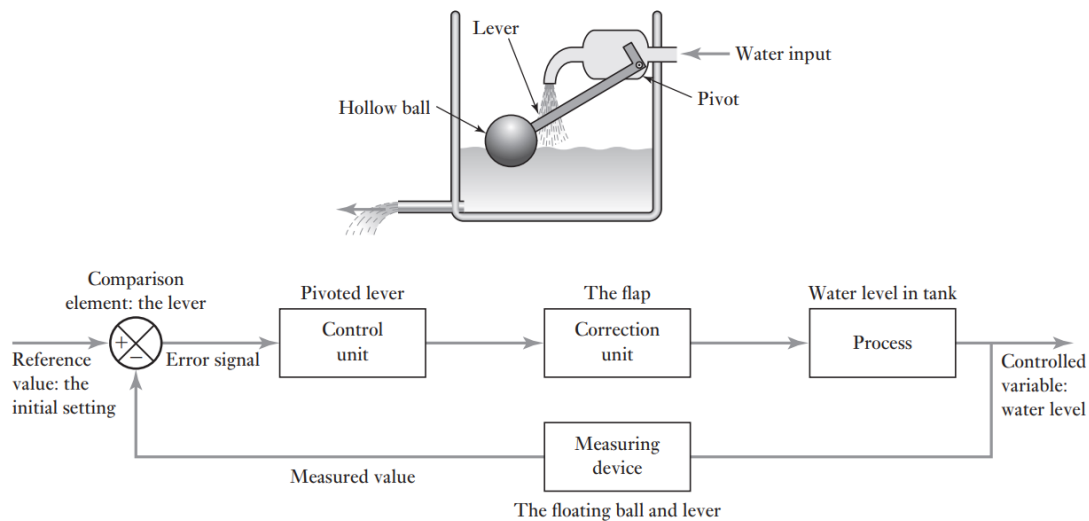 Lever
Water input
Hollow ball
Pivot
Comparison
element: the lever
Pivoted lever
The flap
Water level in tank
+
−
Control
unit
Correction
unit
Process
Reference
value: the
initial setting
Error signal
Controlled
variable:
water level
Measuring
device
Measured value
The floating ball and lever